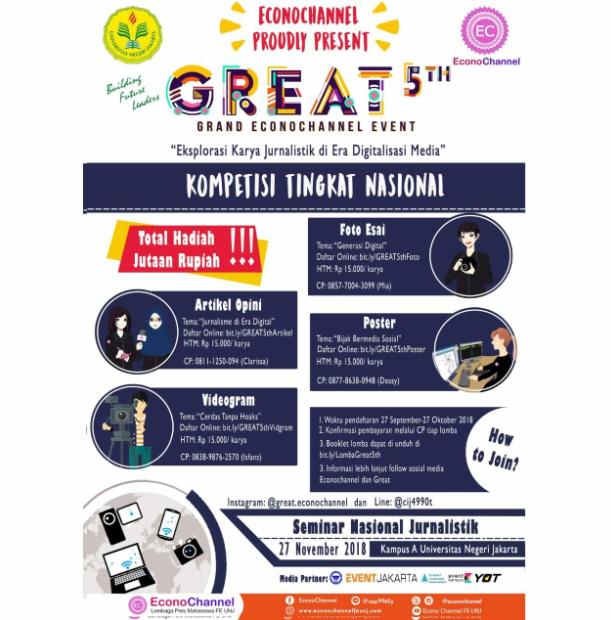 ECONOCHANNEL
PROUDLY PRESENT
UNIVERSITAS NEGERI JAKARTA
Building
Future
Leaders
EC
EconoChannel
GREAT 5TH
GRAND ECONOCHANNEL EVENT
“Eksplorasi Karya Jurnalistik di Era Digitalisasi Media”
KOMPETISI TINGKAT NASIONAL
Total Hadiah
Jutaan Rupiah !!!
Foto Esai
Tema: "Generasi Digital"
Daftar Online: bit.ly/GREAT5thFoto
HTM: Rp 15.000/ karya
CP: 0857-7004-3099 (Mia)
Artikel Opini
Tema: "Jurnalisme di Era Digital"
Daftar Online: bit.ly/GREAT5thArtikel
HTM: Rp 15.000/ karya
CP: 0811-1250-094 (Clarissa)
Poster
Tema: "Bijak Bermedia Sosial"
Daftar Online: bit.ly/GREAT5thPoster
HTM: Rp 15.000/ karya
CP: 0877-8638-0948 (Deasy)
Videogram
Tema: "Cerdas Tanpa Hoaks"
Daftar Online: bit.ly/GREAT5thVidgram
HTM: Rp 15.000/ karya
CP: 0838-9876-2570 (Isfanz)
1. Waktu pendaftaran 27 September-27 Oktober 2018
2. Konfirmasi pembayaran melalui CP tiap lomba
3. Booklet lomba dapat di unduh di
bit.ly/LombaGreat5th
3. Informasi lebih lanjut follow sosial media
Econochannel dan Great
How
to Join?
Instagram: @great.econochannel dan Line: @cij4990t
Seminar Nasional Jurnalistik
27 November 2018 Kampus A Universitas Negeri Jakarta
Media Partner: EVENTJAKARTA
event kampus YOT
EconoChannel
Lembaga Pers Mahasiswa FE UNJ
EconoChannel
@econochannel
www.econochannelfeunj.com
Econo Channel FE UNJ